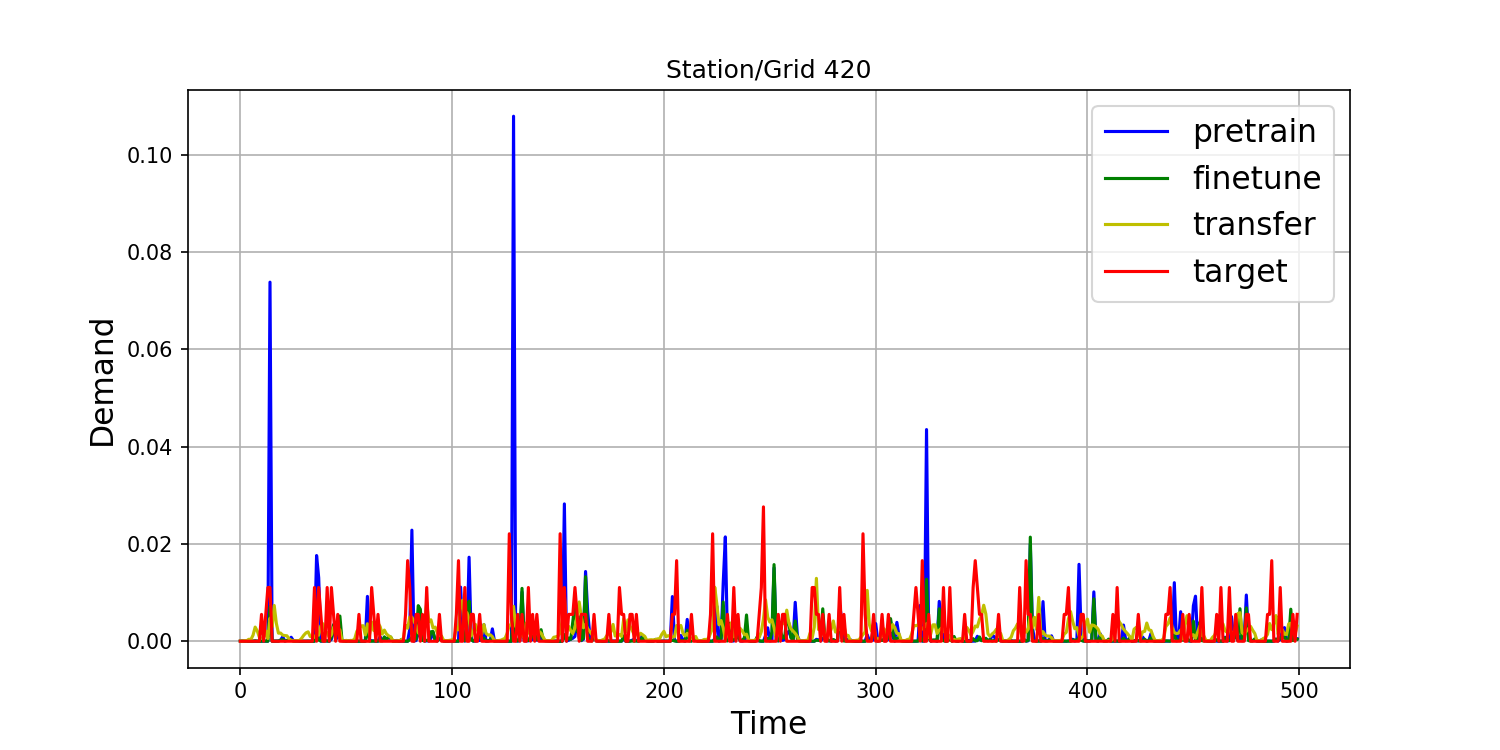 Station/Grid 420
pretrain
finetune
transfer
target
Demand
0.10
0.08
0.06
0.04
0.02
0.00
0 100 200 300 400 500
Time